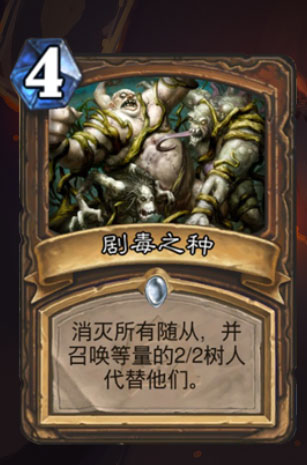 4
剧毒之种
消灭所有随从，并
召唤等量的2/2树人
代替他们。